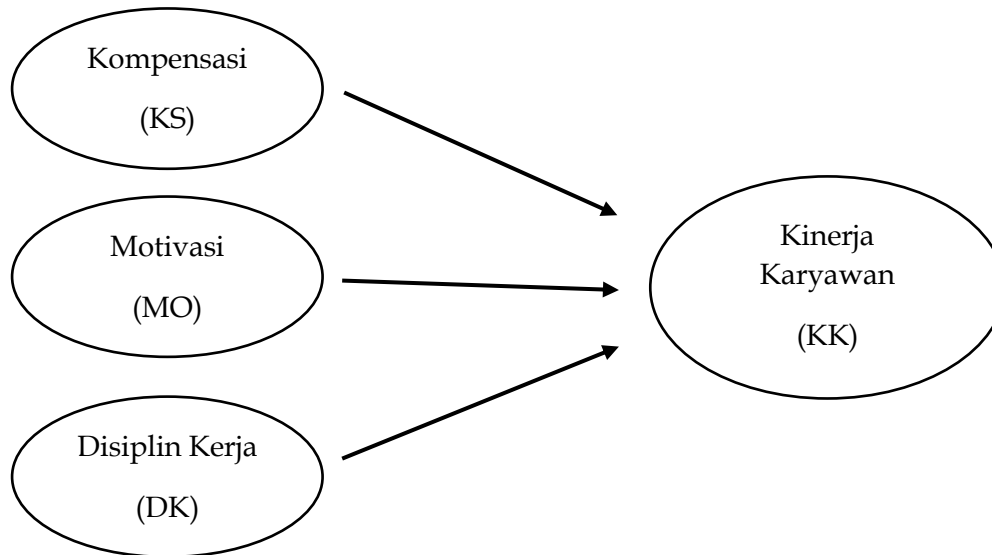 Kompensasi
(KS)
Motivasi
(MO)
Disiplin Kerja
(DK)
Kinerja
Karyawan
(KK)